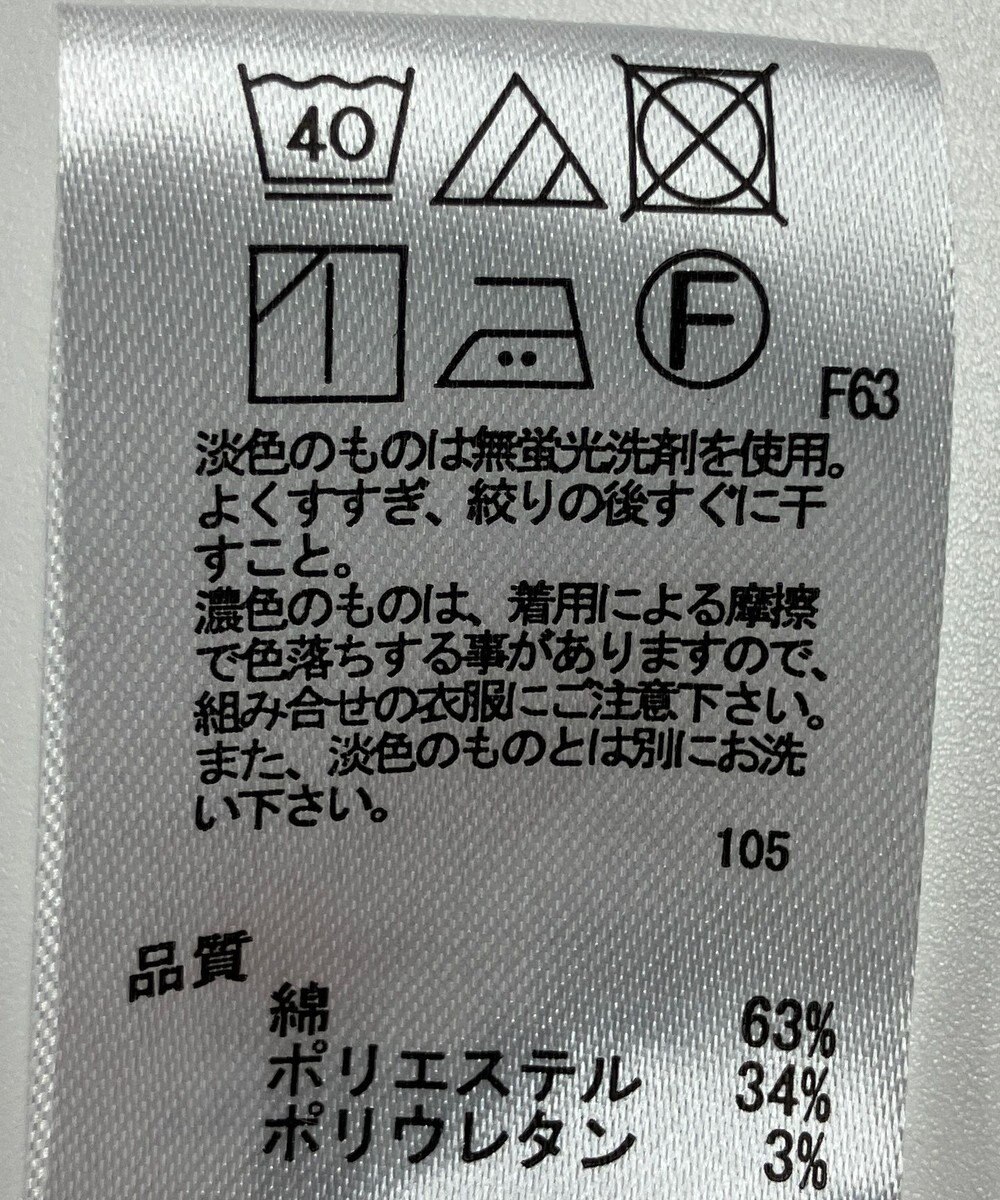 40
F
F63
淡色のものは無蛍光洗剤を使用。
よくすすぎ、絞りの後すぐに干
すこと。
濃色のものは、着用による摩擦
で色落ちする事がありますので、
組み合せの衣服にご注意下さい。
また、淡色のものとは別にお洗
い下さい。
105
品質
綿 63%
ポリエステル 34%
ポリウレタン 3%